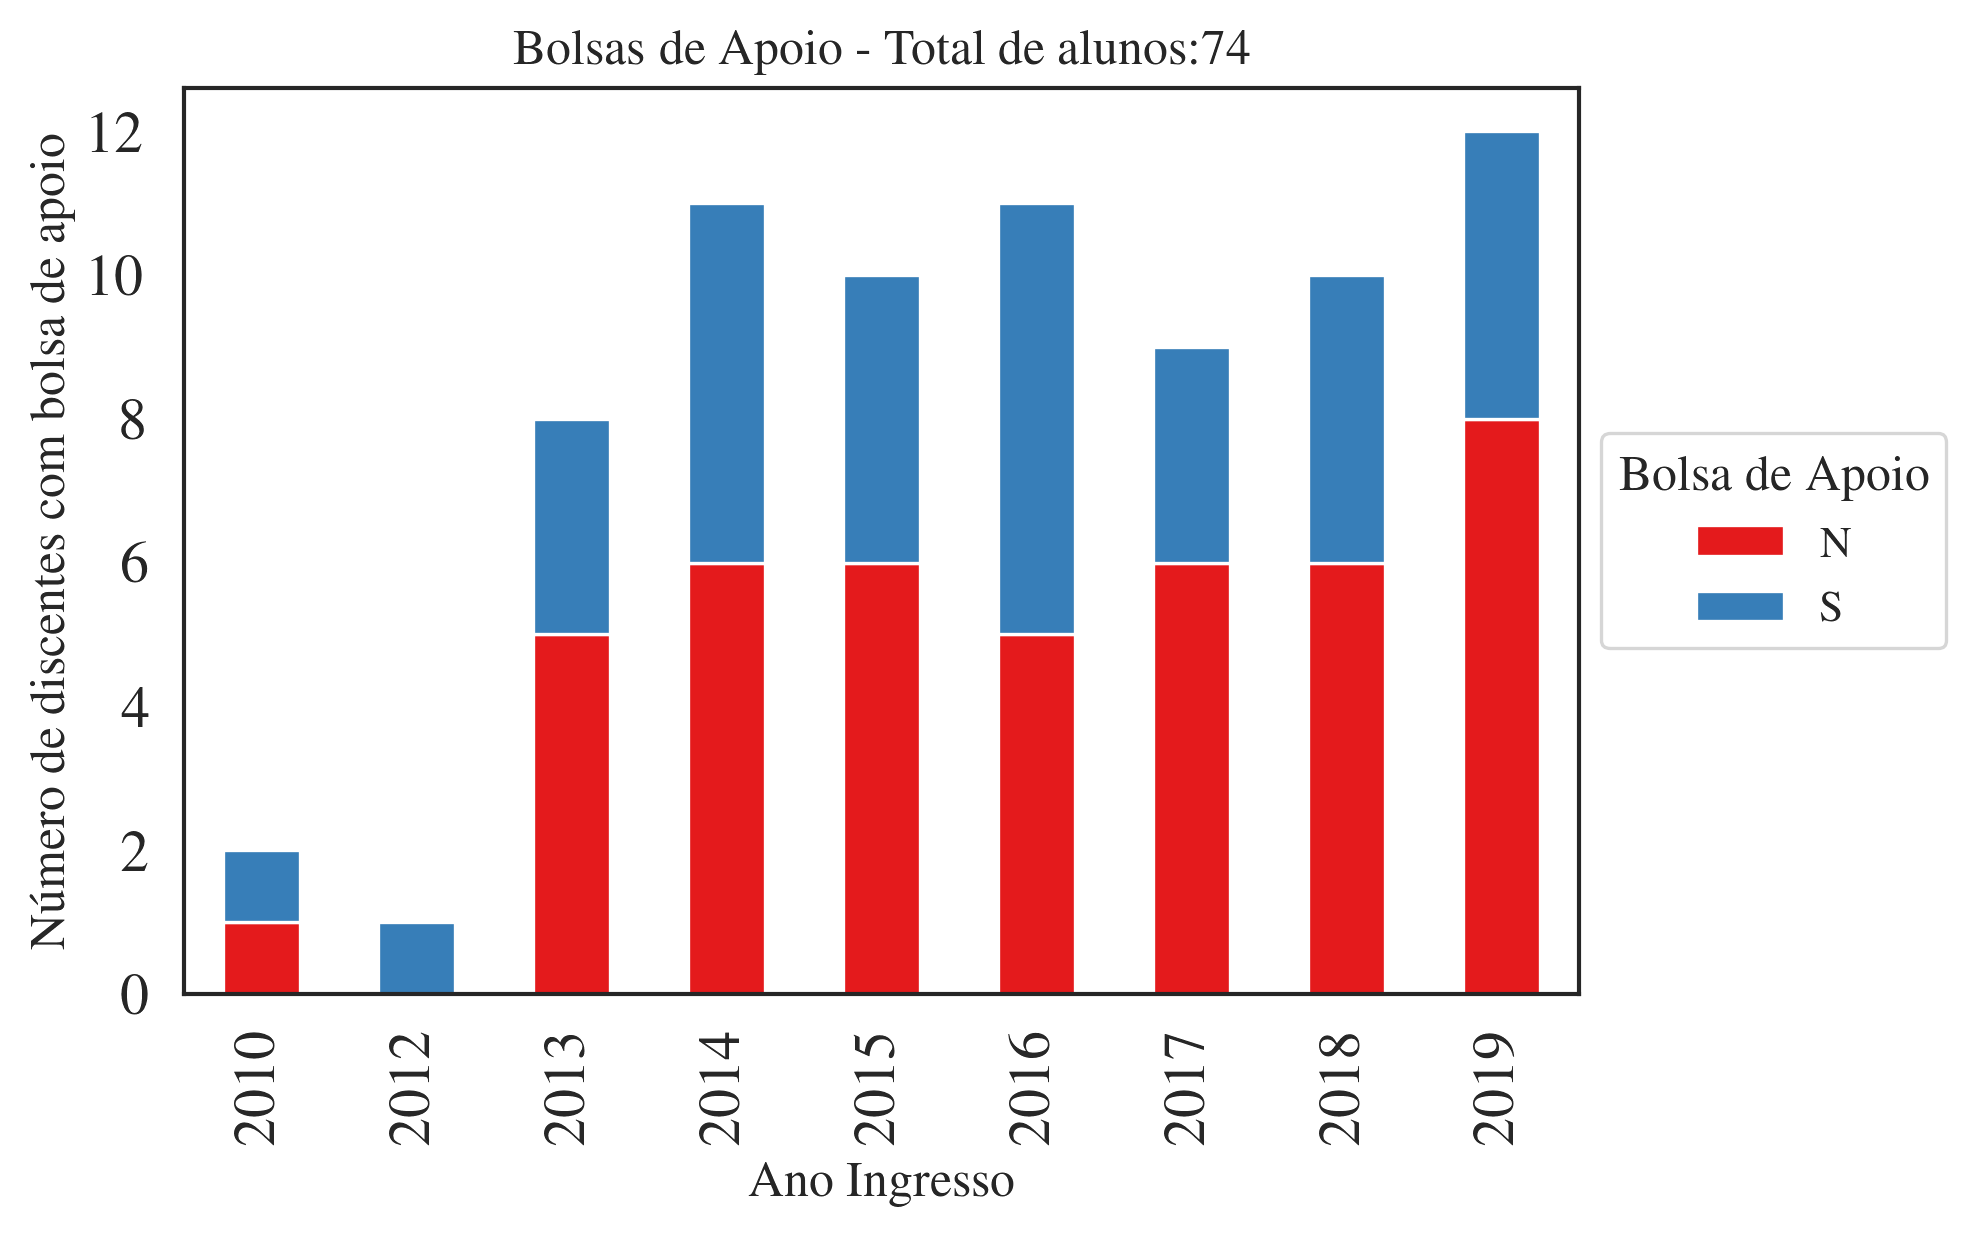 Bolsas de Apoio - Total de alunos:74
Número de discentes com bolsa de apoio
12
10
8
6
4
2
0
2010
2012
2013
2014
2015
2016
2017
2018
2019
Ano Ingresso
Bolsa de Apoio
N
S